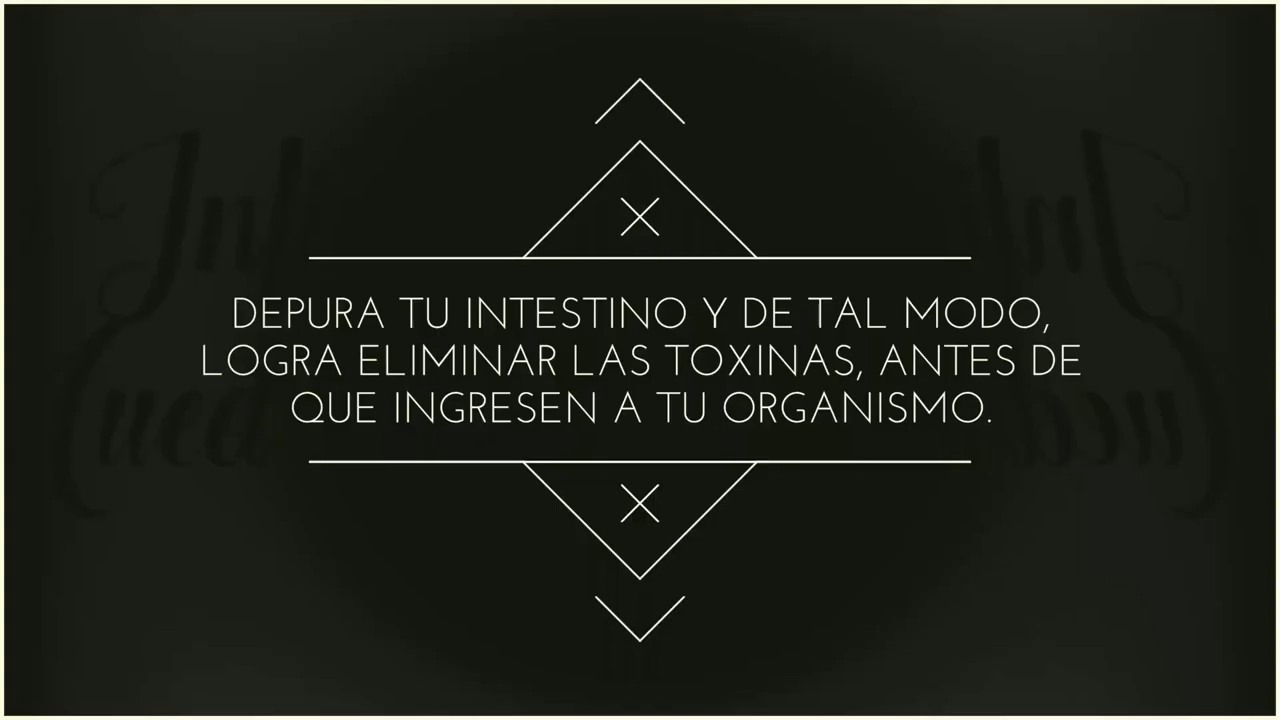 DEPURA TU INTESTINO Y DE TAL MODO,
LOGRA ELIMINAR LAS TOXINAS, ANTES DE
QUE INGRESEN A TU ORGANISMO.